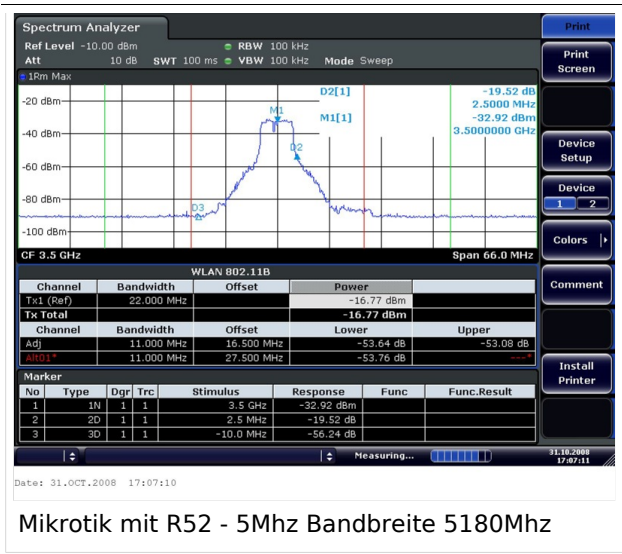 Spectrum Analyzer
Ref Level -10.00 dBm RBW 100 kHz
Att 10 dB SWT 100 ms VBW 100 kHz Mode Sweep
1Rm Max
D2[1] -19.52 dB
2.5000 MHz
M1[1] -32.92 dBm
3.5000000 GHz
-20 dBm
M1
-40 dBm
D2
-60 dBm
-80 dBm
D3
-100 dBm
CF 3.5 GHz Span 66.0 MHz
WLAN 802.11B
Channel Bandwidth Offset Power
Tx1 (Ref) 22.000 MHz -16.77 dBm
Tx Total -16.77 dBm
Channel Bandwidth Offset Lower Upper
Adj 11.000 MHz 16.500 MHz -53.64 dB -53.08 dB
Alt01* 11.000 MHz 27.500 MHz -53.76 dB ---*
Marker
No Type Dgr Trc Stimulus Response Func Func.Result
1 1N 1 1 3.5 GHz -32.92 dBm
2 2D 1 1 2.5 MHz -19.52 dB
3 3D 1 1 -10.0 MHz -56.24 dB
Measuring... 31.10.2008
17:07:11
Print
Print
Screen
Device
Setup
Device
1 2
Colors
Comment
Install
Printer
Date: 31.OCT.2008 17:07:10
Mikrotik mit R52 - 5Mhz Bandbreite 5180Mhz